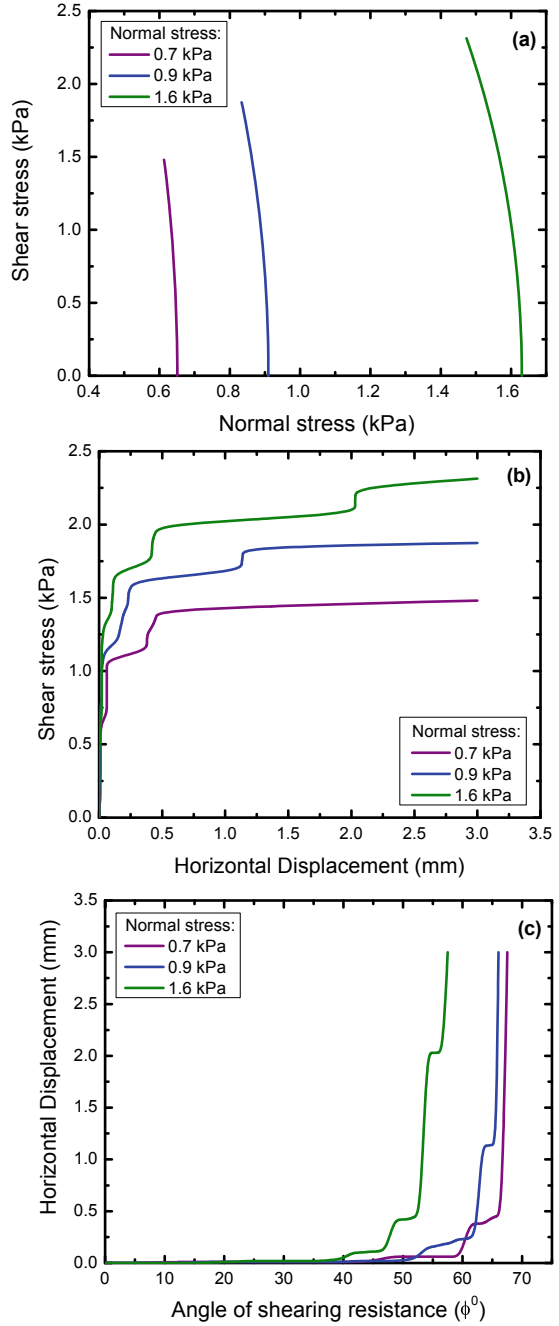 (a)
Normal stress:
0.7 kPa
0.9 kPa
1.6 kPa
2.5
2.0
1.5
1.0
0.5
0.0
Shear stress (kPa)
0.4 0.6 0.8 1.0 1.2 1.4 1.6
Normal stress (kPa)
(b)
2.5
2.0
1.5
1.0
0.5
0.0
Shear stress (kPa)
Normal stress:
0.7 kPa
0.9 kPa
1.6 kPa
0.0 0.5 1.0 1.5 2.0 2.5 3.0 3.5
Horizontal Displacement (mm)
(c)
Normal stress:
0.7 kPa
0.9 kPa
1.6 kPa
3.5
3.0
2.5
2.0
1.5
1.0
0.5
0.0
Horizontal Displacement (mm)
0 10 20 30 40 50 60 70
Angle of shearing resistance (ϕ⁰)